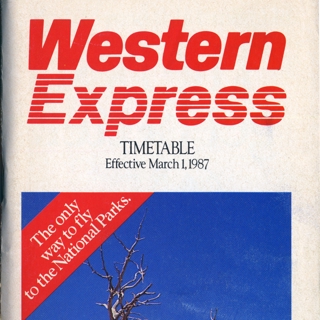 Western
Express
TIMETABLE
Effective March 1, 1987
The only
way to fly
to the National Parks.